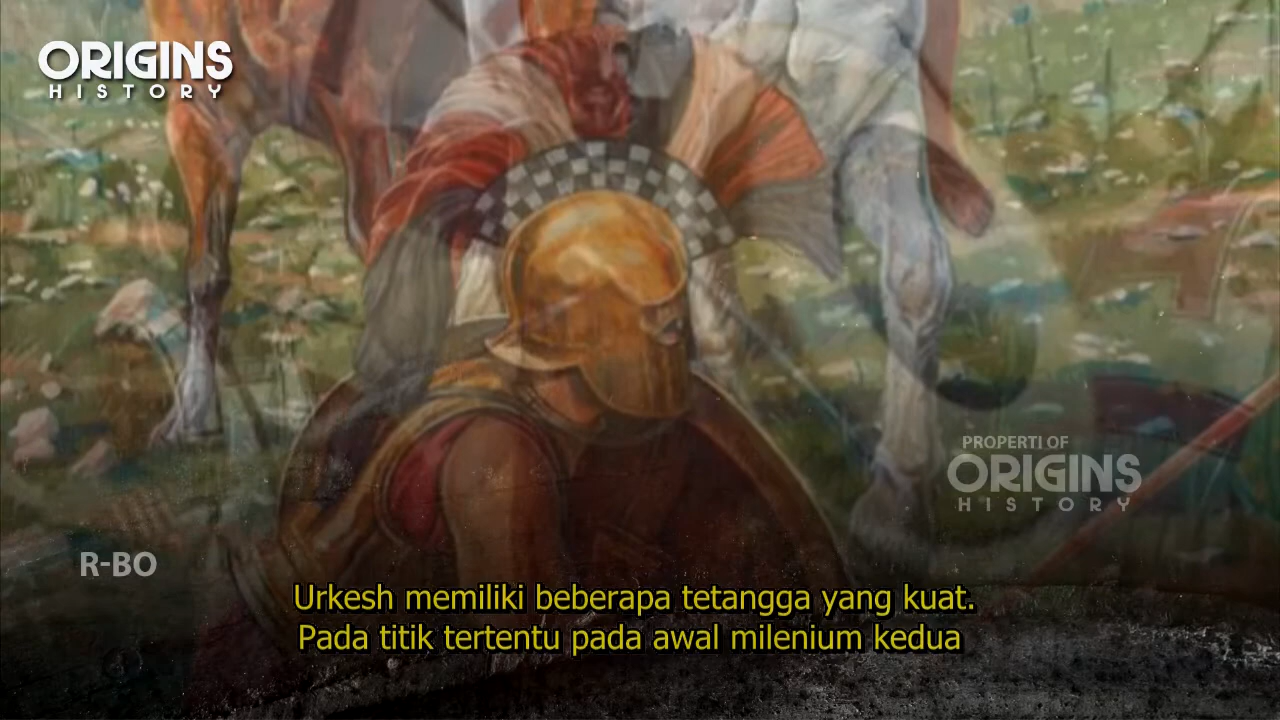 ORIGINS
HISTORY
PROPERTI OF
ORIGINS
HISTORY
R-BO
Urkesh memiliki beberapa tetangga yang kuat.
Pada titik tertentu pada awal milenium kedua